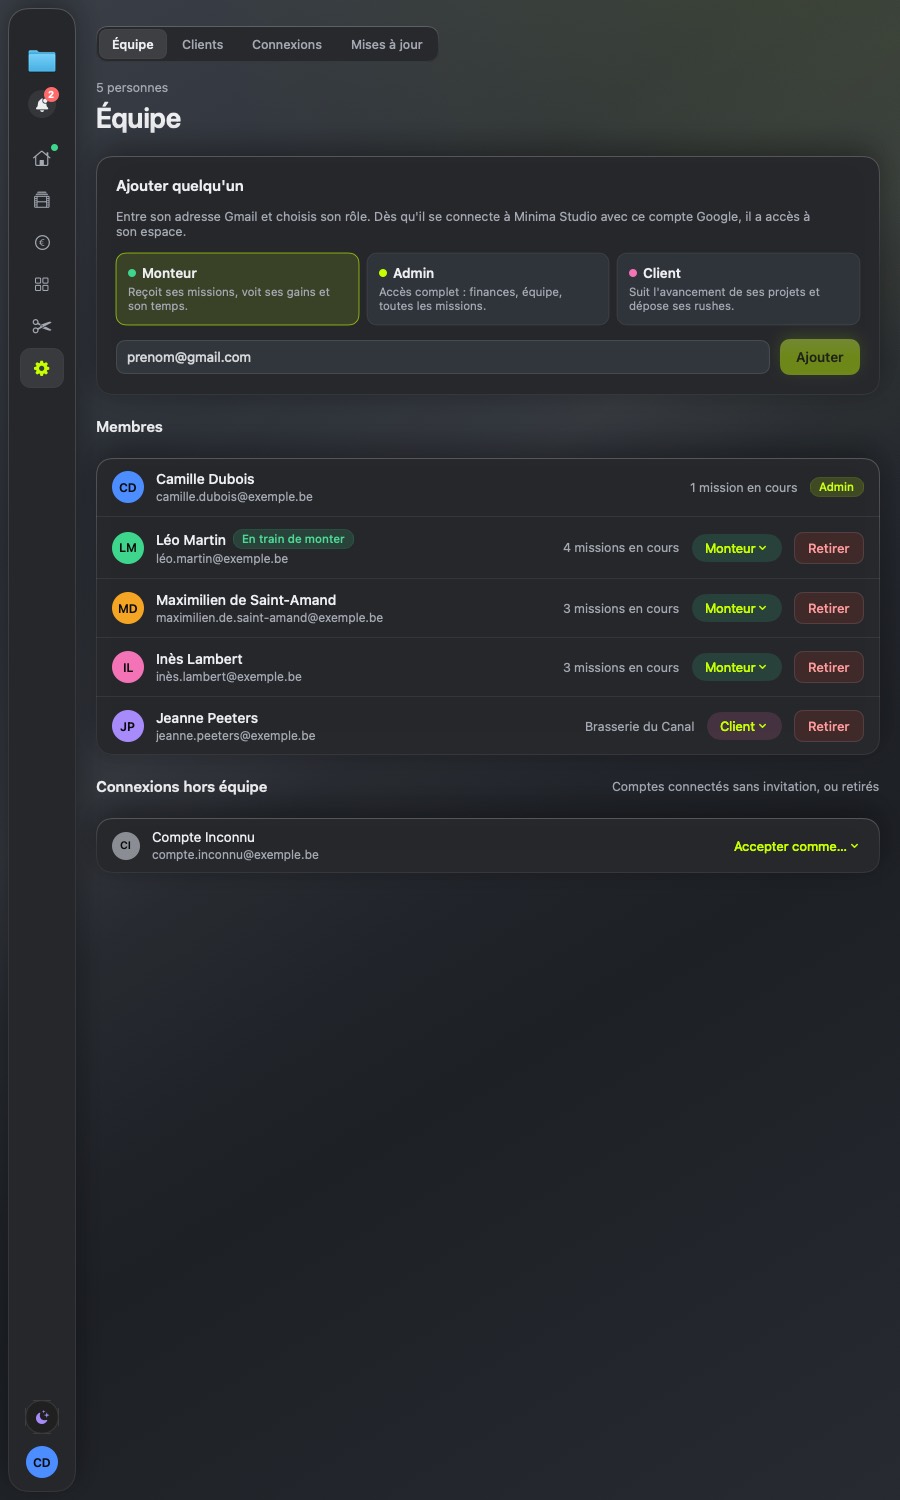 2
Équipe
Clients
Connexions
Mises à jour
5 personnes
Équipe
Ajouter quelqu'un
Entre son adresse Gmail et choisis son rôle. Dès qu'il se connecte à Minima Studio avec ce compte Google, il a accès à
son espace.
Monteur
Reçoit ses missions, voit ses gains et
son temps.
Admin
Accès complet : finances, équipe,
toutes les missions.
Client
Suit l'avancement de ses projets et
dépose ses rushes.
prenom@gmail.com
Ajouter
Membres
CD
Camille Dubois
camille.dubois@exemple.be
1 mission en cours
Admin
LM
Léo Martin
En train de monter
léo.martin@exemple.be
4 missions en cours
Monteur
Retirer
MD
Maximilien de Saint-Amand
maximilien.de.saint-amand@exemple.be
3 missions en cours
Monteur
Retirer
IL
Inès Lambert
inès.lambert@exemple.be
3 missions en cours
Monteur
Retirer
JP
Jeanne Peeters
jeanne.peeters@exemple.be
Brasserie du Canal
Client
Retirer
Connexions hors équipe
Comptes connectés sans invitation, ou retirés
CI
Compte Inconnu
compte.inconnu@exemple.be
Accepter comme...
CD